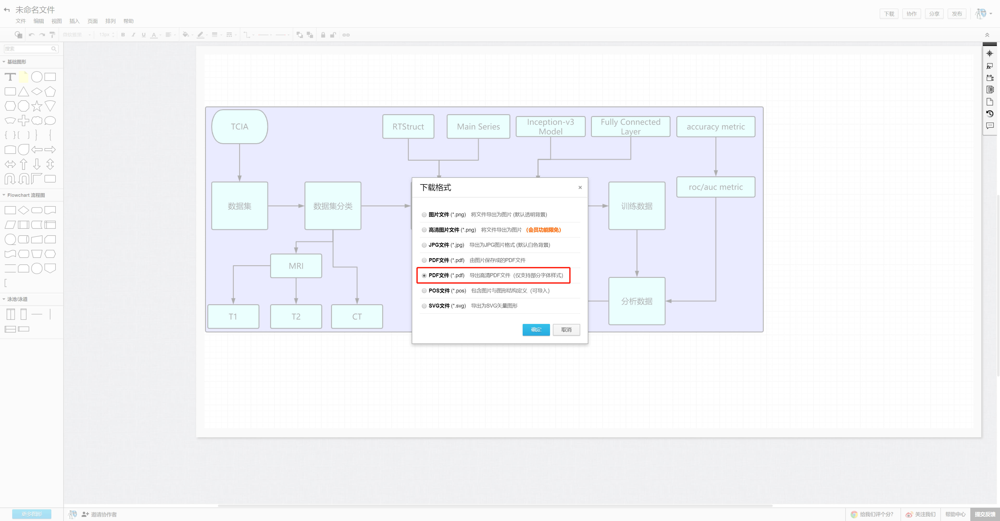 未命名文件
文件 编辑 视图 插入 页面 排列 帮助
下载 协作 分享 发布
微软雅黑 13px B I U A
搜索
基础图形
Flowchart 流程图
泳池/泳道
更多图形
TCIA
RTStruct
Main Series
Inception-v3
Model
Fully Connected
Layer
accuracy metric
数据集
数据集分类
训练数据
roc/auc metric
MRI
T1
T2
CT
分析数据
下载格式
×
图片文件 (*.png) 将文件导出为图片 (默认透明背景)
高清图片文件 (*.png) 将文件导出为图片 （会员功能限免）
JPG文件 (*.jpg) 导出为JPG图片格式 (默认白色背景)
PDF文件 (*.pdf) 由图片保存成的PDF文件
PDF文件 (*.pdf) 导出高清PDF文件（仅支持部分字体样式）
POS文件 (*.pos) 包含图片与图形结构定义（可导入）
SVG文件 (*.svg) 导出为SVG矢量图形
确定 取消
邀请协作者
给我们评个分? 关注我们 帮助中心 提交反馈